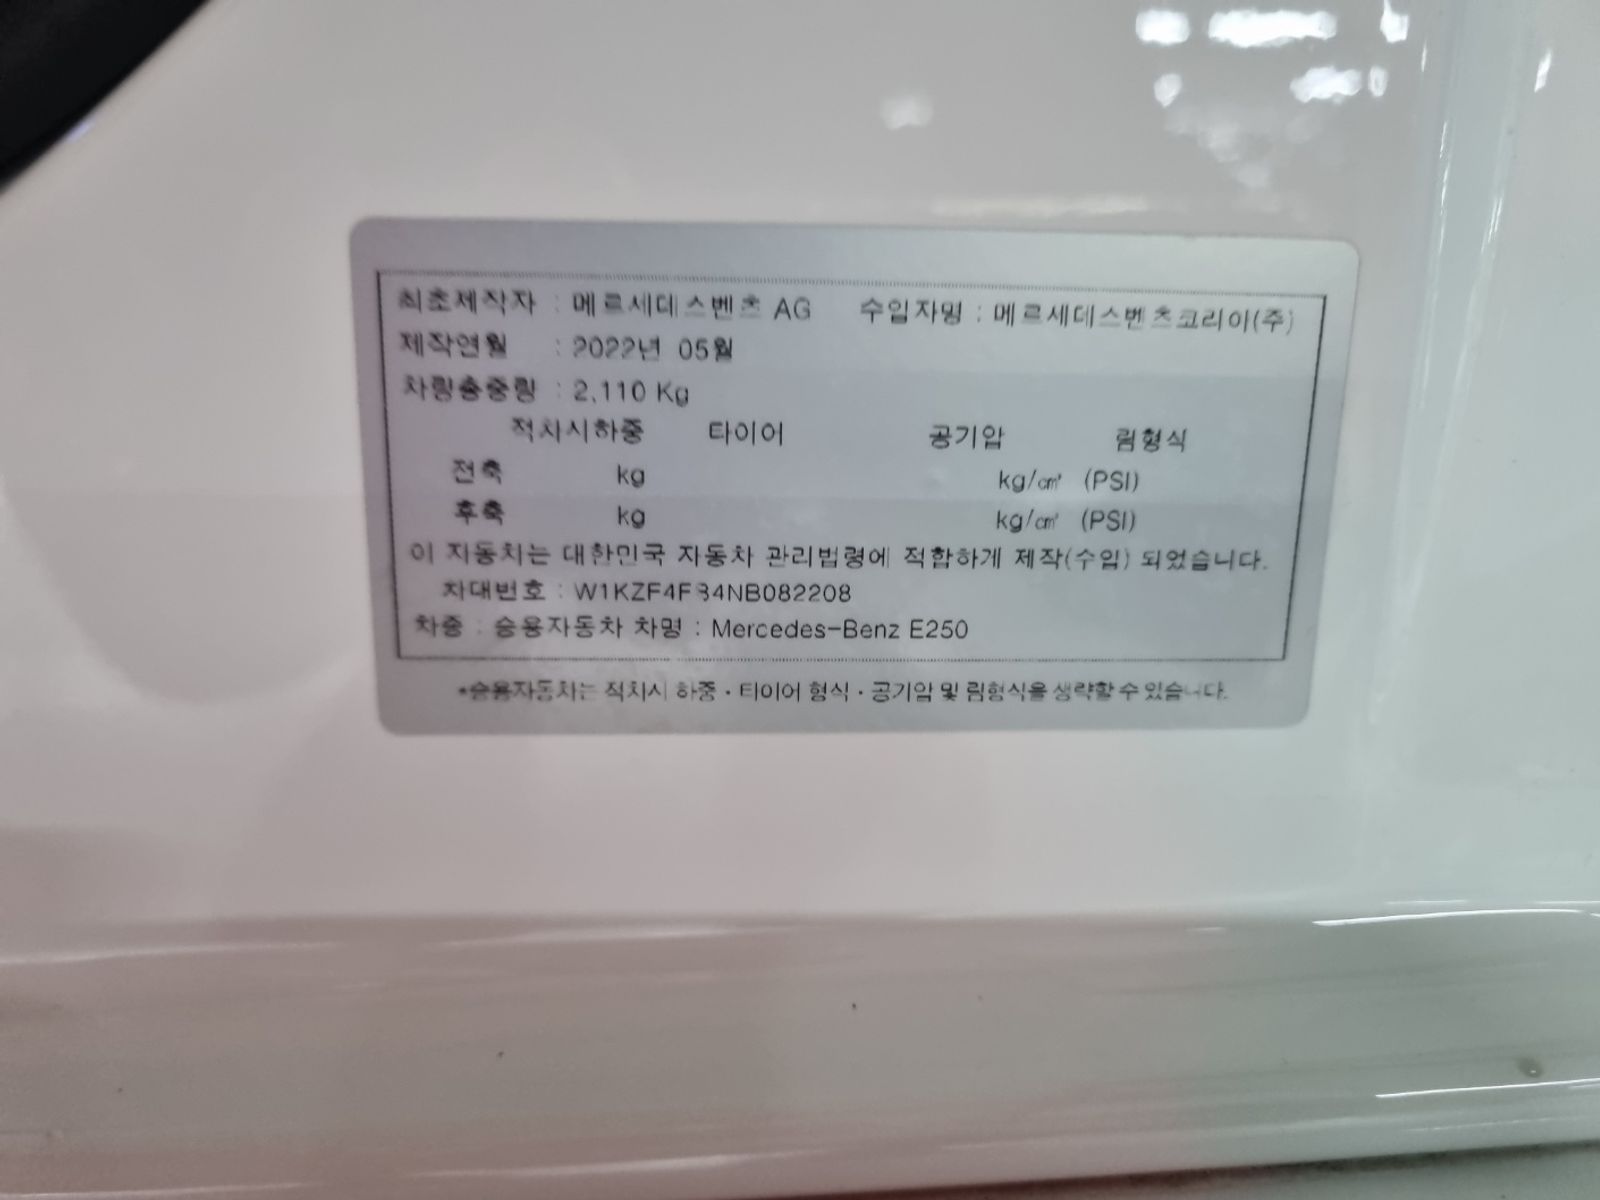 최초제작자 : 메르세데스벤츠 AG 수입자명 : 메르세데스벤츠코리아(주)
제작연월 : 2022년 05월
차량총중량 : 2,110 Kg
적차시하중 타이어 공기압 림형식
전축 kg kg/㎠ (PSI)
후축 kg kg/㎠ (PSI)
이 자동차는 대한민국 자동차 관리법령에 적합하게 제작(수입) 되었습니다.
차대번호 :
차종 : 승용자동차 차명 : Mercedes-Benz E250
*승용자동차는 적차시 하중·타이어 형식·공기압 및 림형식을 생략할 수 있습니다.